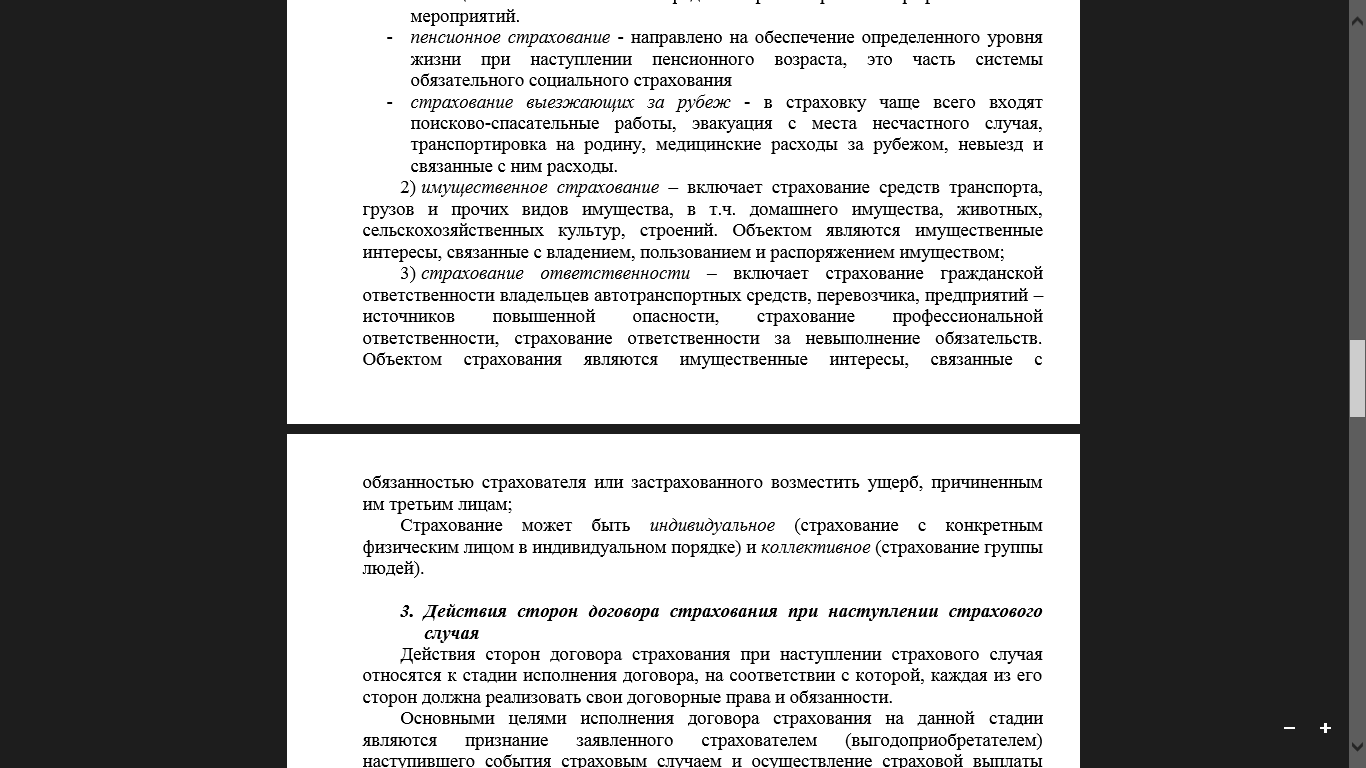 мероприятий.
- пенсионное страхование - направлено на обеспечение определенного уровня
жизни при наступлении пенсионного возраста, это часть системы
обязательного социального страхования
- страхование выезжающих за рубеж - в страховку чаще всего входят
поисково-спасательные работы, эвакуация с места несчастного случая,
транспортировка на родину, медицинские расходы за рубежом, невыезд и
связанные с ним расходы.
2) имущественное страхование – включает страхование средств транспорта,
грузов и прочих видов имущества, в т.ч. домашнего имущества, животных,
сельскохозяйственных культур, строений. Объектом являются имущественные
интересы, связанные с владением, пользованием и распоряжением имуществом;
3) страхование ответственности – включает страхование гражданской
ответственности владельцев автотранспортных средств, перевозчика, предприятий –
источников повышенной опасности, страхование профессиональной
ответственности, страхование ответственности за невыполнение обязательств.
Объектом страхования являются имущественные интересы, связанные с
обязанностью страхователя или застрахованного возместить ущерб, причиненным
им третьим лицам;
Страхование может быть индивидуальное (страхование с конкретным
физическим лицом в индивидуальном порядке) и коллективное (страхование группы
людей).
3. Действия сторон договора страхования при наступлении страхового
случая
Действия сторон договора страхования при наступлении страхового случая
относятся к стадии исполнения договора, на соответствии с которой, каждая из его
сторон должна реализовать свои договорные права и обязанности.
Основными целями исполнения договора страхования на данной стадии
являются признание заявленного страхователем (выгодоприобретателем)
наступившего события страховым случаем и осуществление страховой выплаты